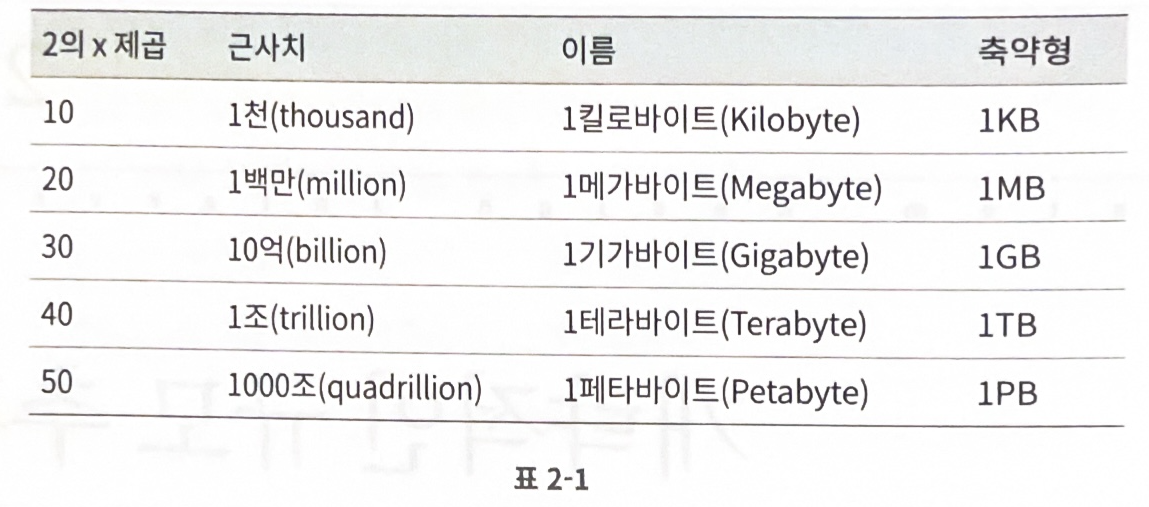 2의 x 제곱 근사치 이름 축약형
10 1천(thousand) 1킬로바이트(Kilobyte) 1KB
20 1백만(million) 1메가바이트(Megabyte) 1MB
30 10억(billion) 1기가바이트(Gigabyte) 1GB
40 1조(trillion) 1테라바이트(Terabyte) 1TB
50 1000조(quadrillion) 1페타바이트(Petabyte) 1PB
표 2-1